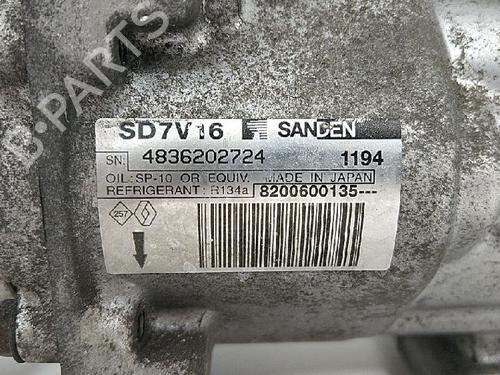 B-PARTS
SD7V16 SANDEN
SN: 4836202724 1194
OIL: SP-10 OR EQUIV. MADE IN JAPAN
REFRIGERANT: R134a 8200600135---
257